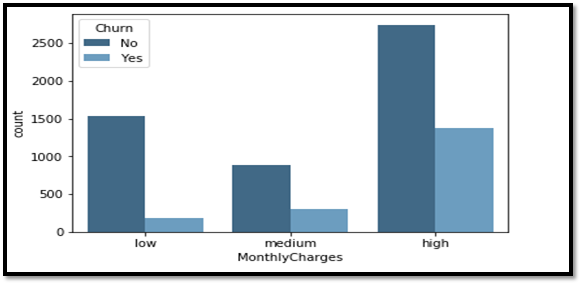 Churn
No
Yes
2500
2000
1500
1000
500
0
count
low medium high
MonthlyCharges